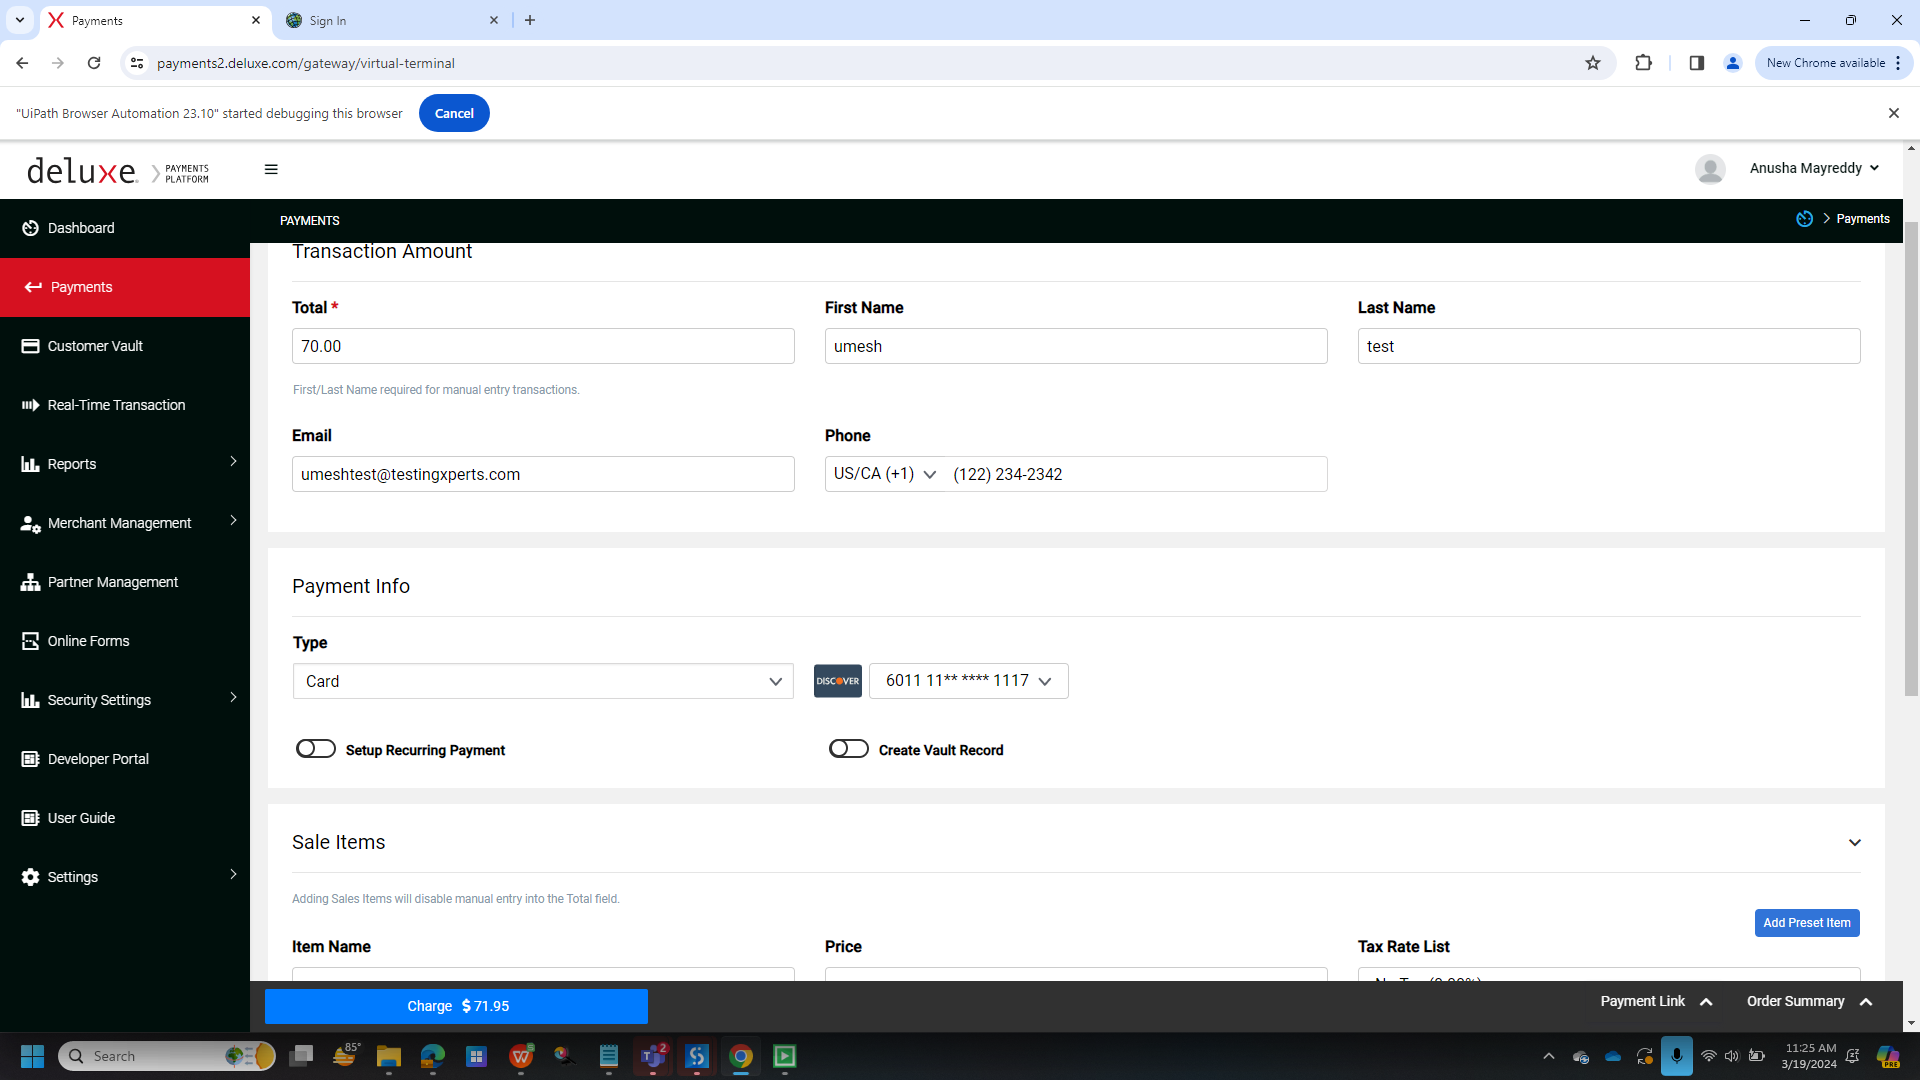 Payments
Sign In
payments2.deluxe.com/gateway/virtual-terminal
New Chrome available
"UiPath Browser Automation 23.10" started debugging this browser
Cancel
deluxe.
PAYMENTS
PLATFORM
Anusha Mayreddy
Dashboard
PAYMENTS
Payments
Payments
Customer Vault
Real-Time Transaction
Reports
Merchant Management
Partner Management
Online Forms
Security Settings
Developer Portal
User Guide
Settings
Transaction Amount
Total *
First Name
Last Name
70.00
umesh
test
First/Last Name required for manual entry transactions.
Email
Phone
umeshtest@testingxperts.com
US/CA (+1)
(122) 234-2342
Payment Info
Type
Card
DISCOVER
6011 11** **** 1117
Setup Recurring Payment
Create Vault Record
Sale Items
Adding Sales Items will disable manual entry into the Total field.
Add Preset Item
Item Name
Price
Tax Rate List
No Tax (0.00%)
Charge $ 71.95
Payment Link
Order Summary
Search
85°
2
PRE
11:25 AM
3/19/2024